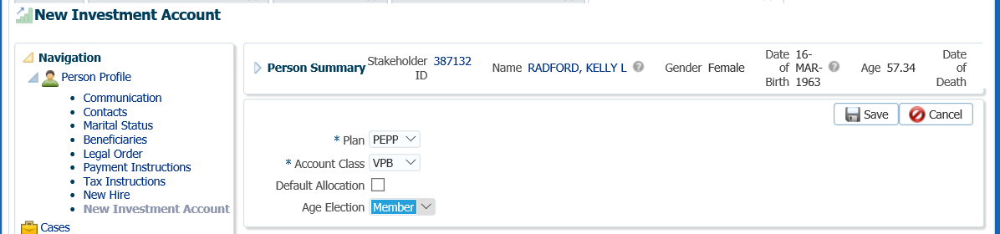 New Investment Account
Navigation
Person Profile
Communication
Contacts
Marital Status
Beneficiaries
Legal Order
Payment Instructions
Tax Instructions
New Hire
New Investment Account
Cases
Person Summary Stakeholder ID 387132 Name RADFORD, KELLY L Gender Female Date of Birth 16-MAR-1963 Age 57.34 Date of Death
Save Cancel
* Plan PEPP
* Account Class VPB
Default Allocation
Age Election Member